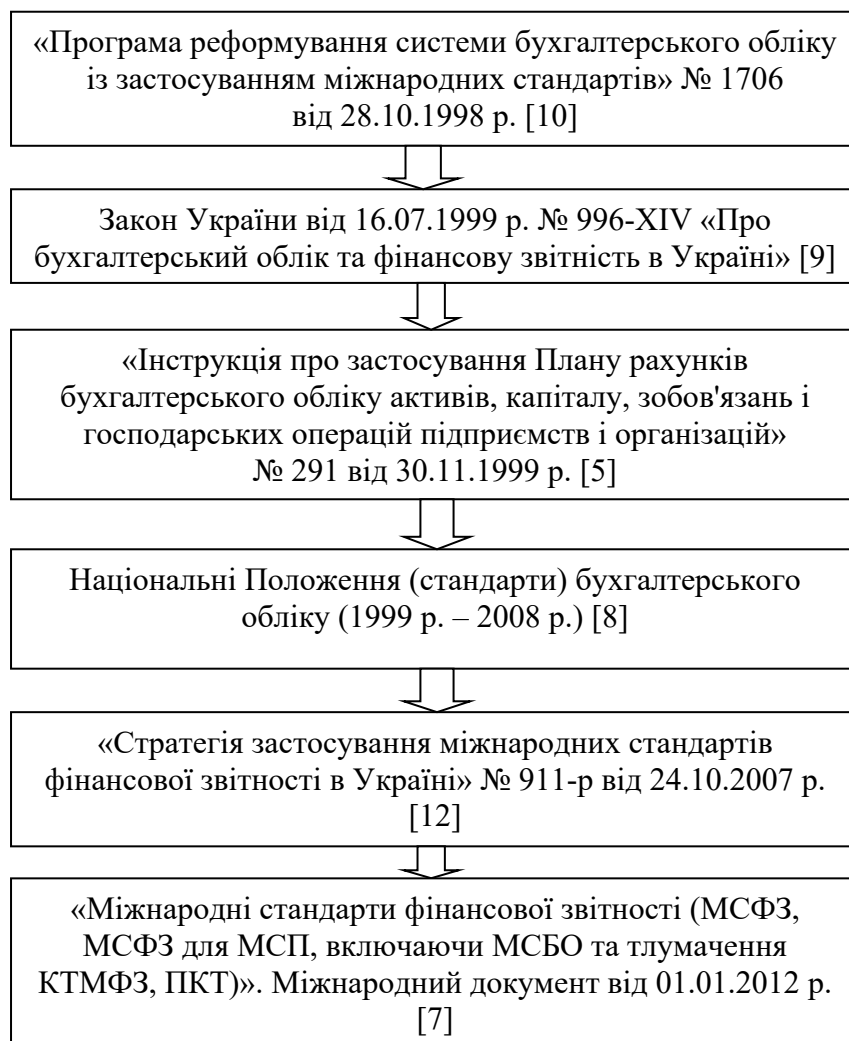 «Програма реформування системи бухгалтерського обліку
із застосуванням міжнародних стандартів» № 1706
від 28.10.1998 р. [10]
Закон України від 16.07.1999 р. № 996-XIV «Про
бухгалтерський облік та фінансову звітність в Україні» [9]
«Інструкція про застосування Плану рахунків
бухгалтерського обліку активів, капіталу, зобов'язань і
господарських операцій підприємств і організацій»
№ 291 від 30.11.1999 р. [5]
Національні Положення (стандарти) бухгалтерського
обліку (1999 р. – 2008 р.) [8]
«Стратегія застосування міжнародних стандартів
фінансової звітності в Україні» № 911-р від 24.10.2007 р.
[12]
«Міжнародні стандарти фінансової звітності (МСФЗ,
МСФЗ для МСП, включаючи МСБО та тлумачення
КТМФЗ, ПКТ)». Міжнародний документ від 01.01.2012 р.
[7]